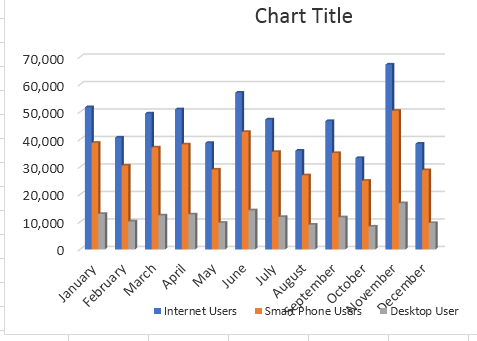 Chart Title
70,000
60,000
50,000
40,000
30,000
20,000
10,000
0
January
February
March
April
May
June
July
August
September
October
November
December
Internet Users
Smart Phone Users
Desktop User